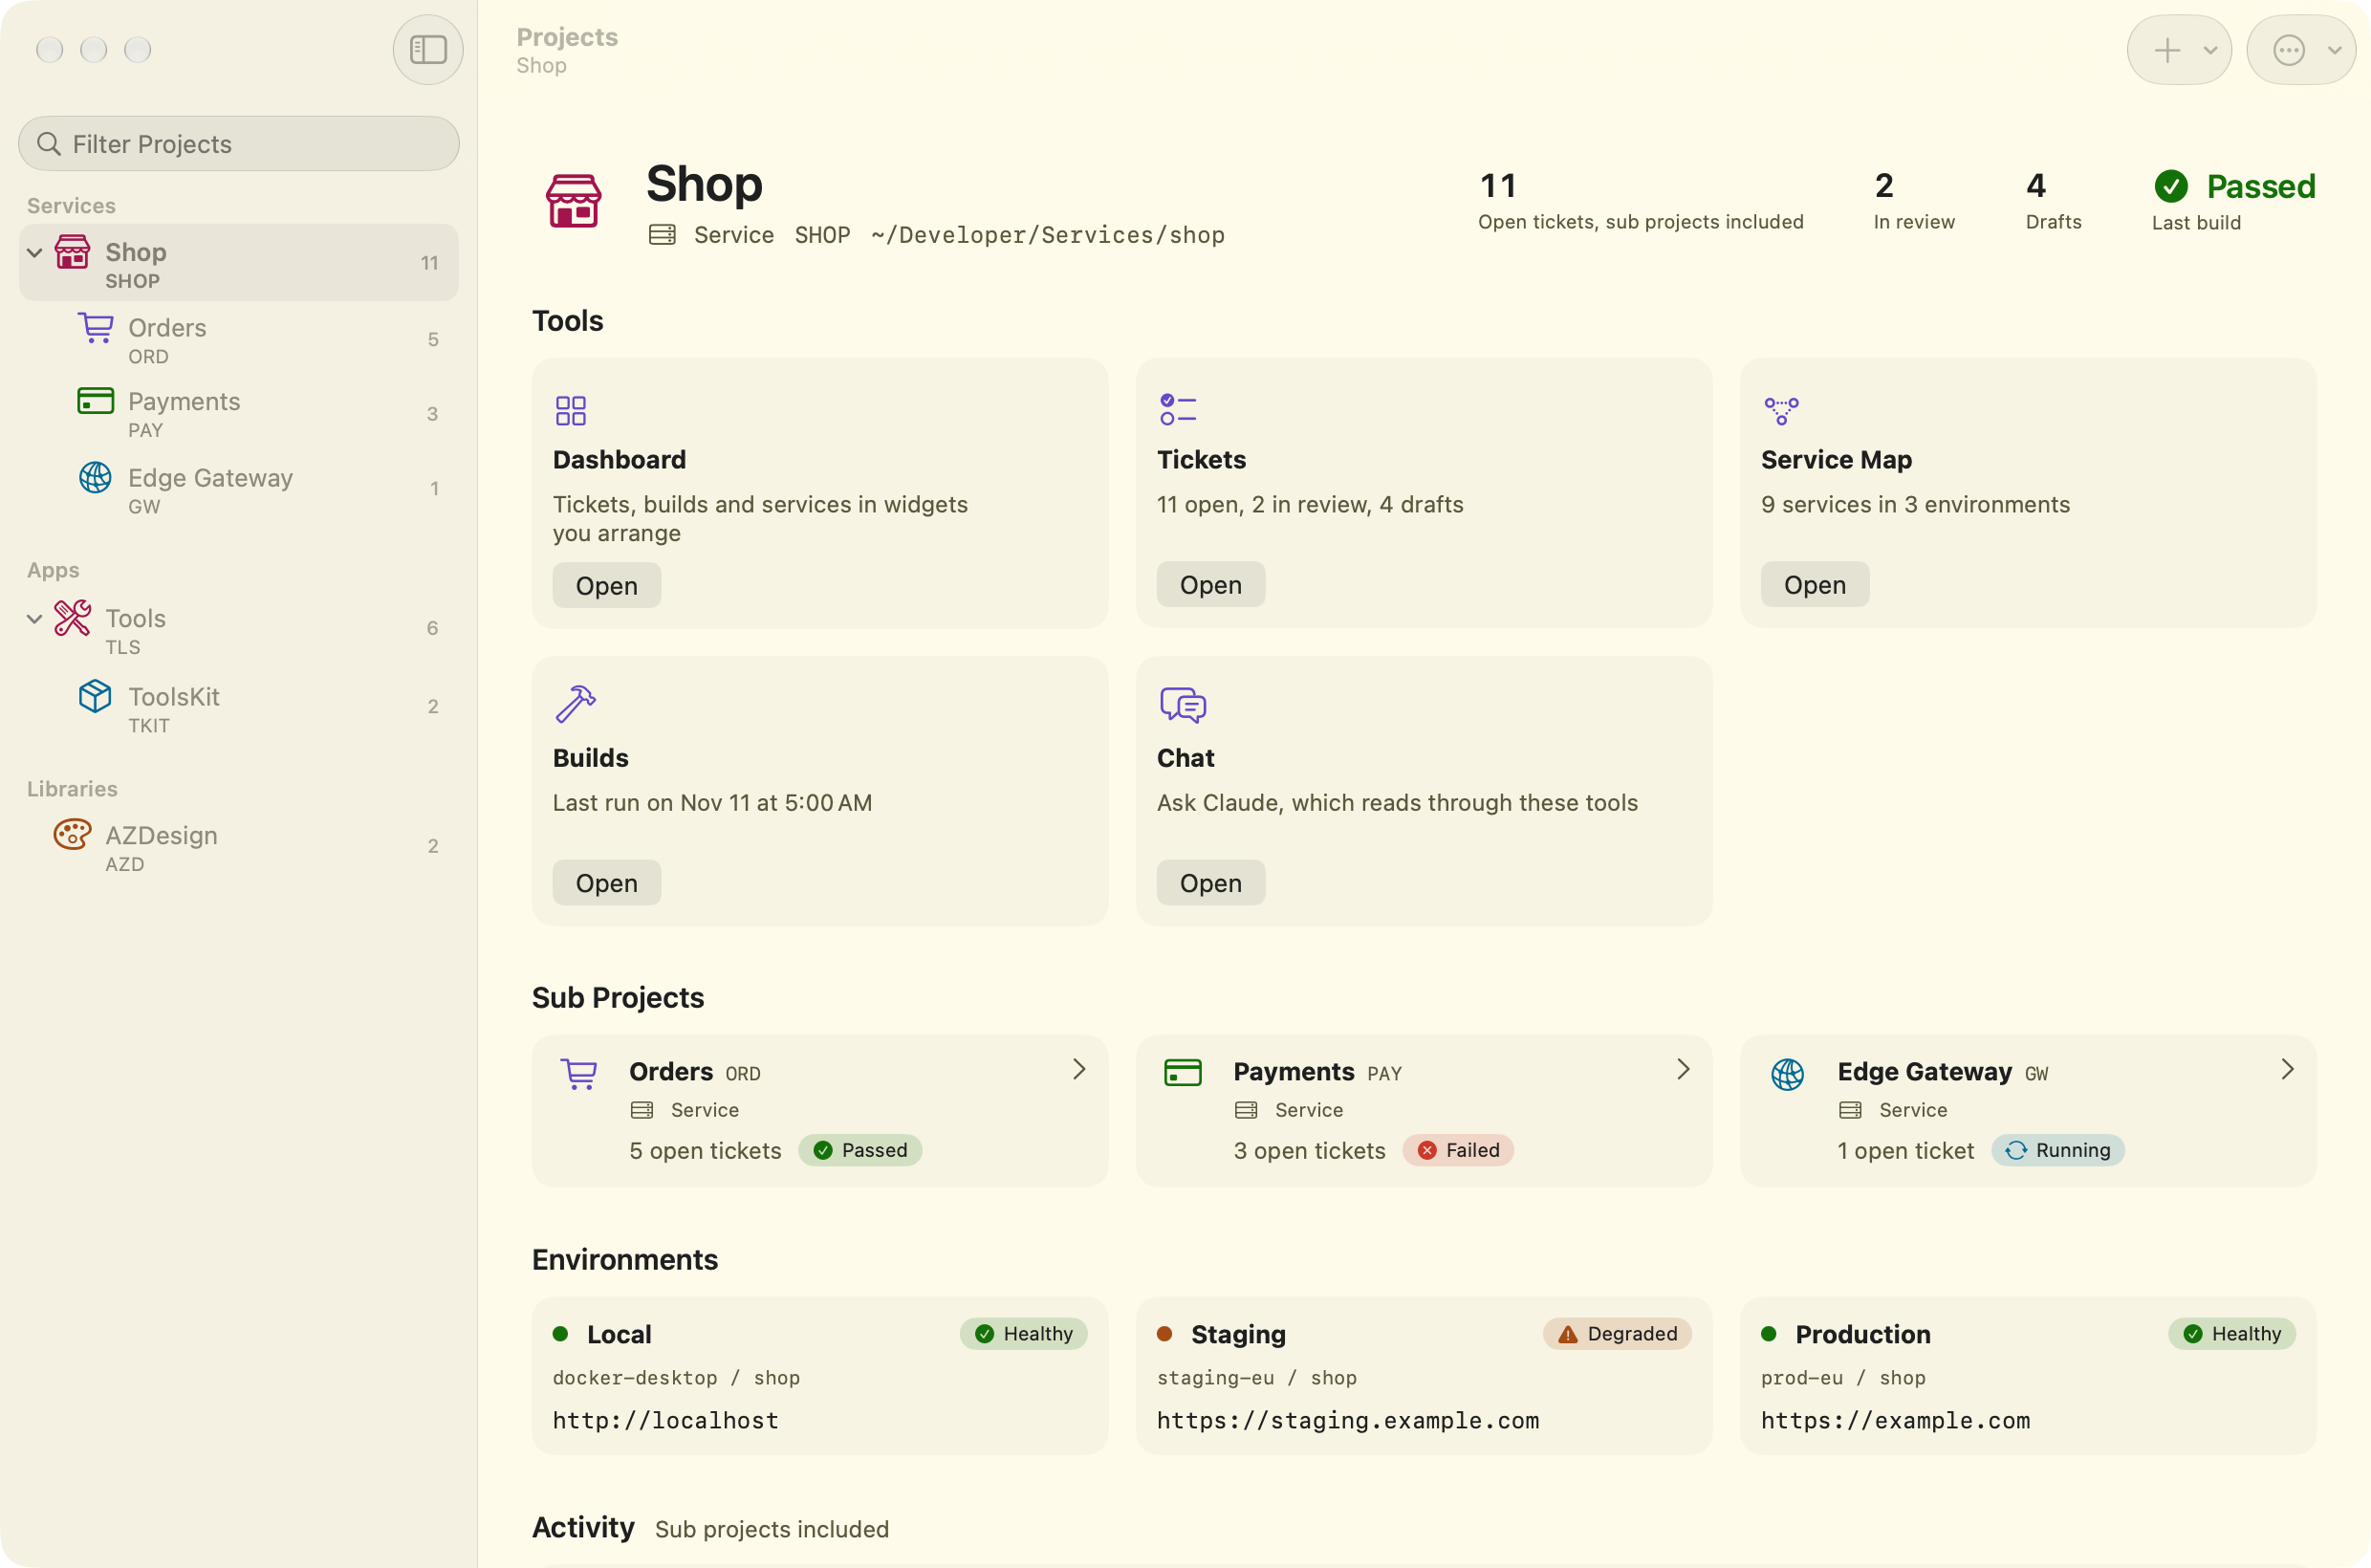 Projects
Shop
Filter Projects
Services
Shop
SHOP
11
Orders
ORD
5
Payments
PAY
3
Edge Gateway
GW
1
Apps
Tools
TLS
6
ToolsKit
TKIT
2
Libraries
AZDesign
AZD
2
Shop
Service SHOP ~/Developer/Services/shop
11
Open tickets, sub projects included
2
In review
4
Drafts
Passed
Last build
Tools
Dashboard
Tickets, builds and services in widgets
you arrange
Open
Tickets
11 open, 2 in review, 4 drafts
Open
Service Map
9 services in 3 environments
Open
Builds
Last run on Nov 11 at 5:00 AM
Open
Chat
Ask Claude, which reads through these tools
Open
Sub Projects
Orders ORD
Service
5 open tickets Passed
Payments PAY
Service
3 open tickets Failed
Edge Gateway GW
Service
1 open ticket Running
Environments
Local Healthy
docker-desktop / shop
http://localhost
Staging Degraded
staging-eu / shop
https://staging.example.com
Production Healthy
prod-eu / shop
https://example.com
Activity Sub projects included